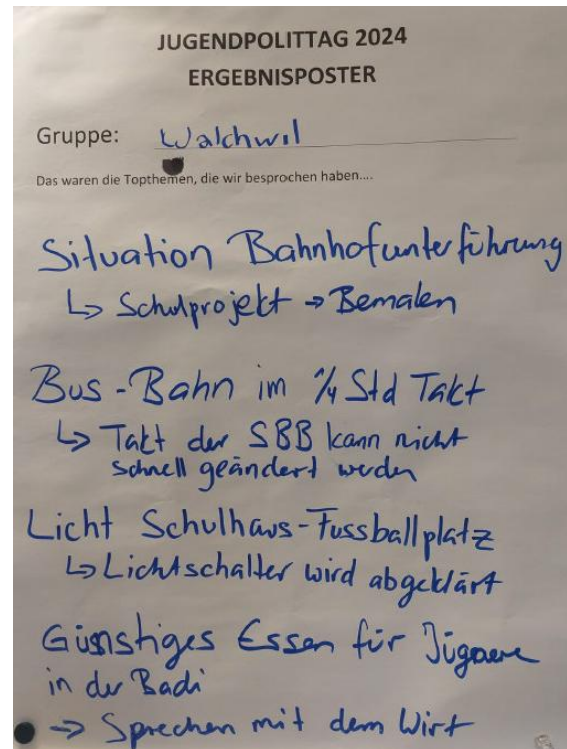 JUGENDPOLITTAG 2024
ERGEBNISPOSTER
Gruppe: Walchwil
Das waren die Topthemen, die wir besprochen haben....
Situation Bahnhofunterführung
↳ Schulprojekt → Bemalen
Bus-Bahn im 1/4 Std Takt
↳ Takt der SBB kann nicht
schnell geändert werden
Licht Schulhaus-Fussballplatz
↳ Lichtschalter wird abgeklärt
Günstiges Essen für
in der Badi
→ Sprechen mit dem Wirt